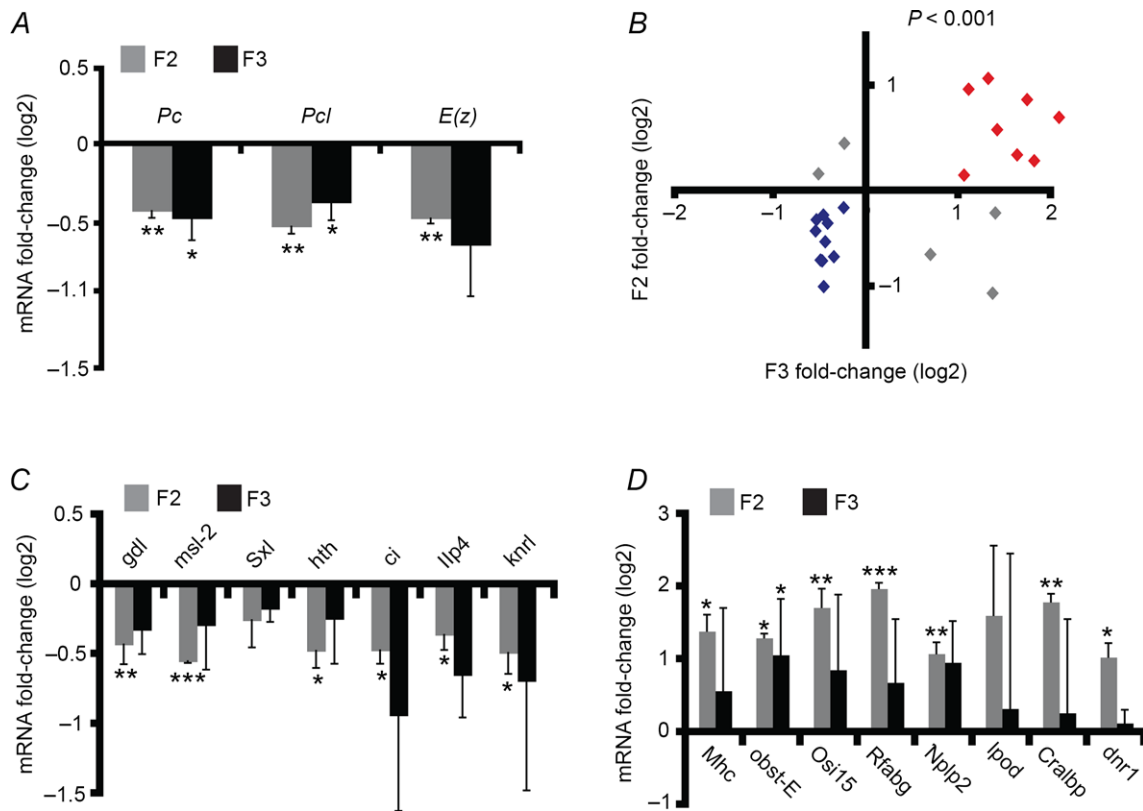 A
F2 F3
0.5
0
–0.5
–1.1
–1.5
mRNA fold-change (log2)
Pc Pcl E(z)
** * ** * **
B
P < 0.001
F2 fold-change (log2)
1
–2 –1 0 1 2
–1
F3 fold-change (log2)
C
F2 F3
0.5
0
–0.5
–1
–1.5
mRNA fold-change (log2)
gdl msl-2 Sxl hth ci Ilp4 knrl
** *** * * * *
D
F2 F3
3
2
1
0
–1
mRNA fold-change (log2)
* * * ** *** ** ** *
Mhc obst-E Osi15 Rfabg Nplp2 Ipod Cralbp dnr1